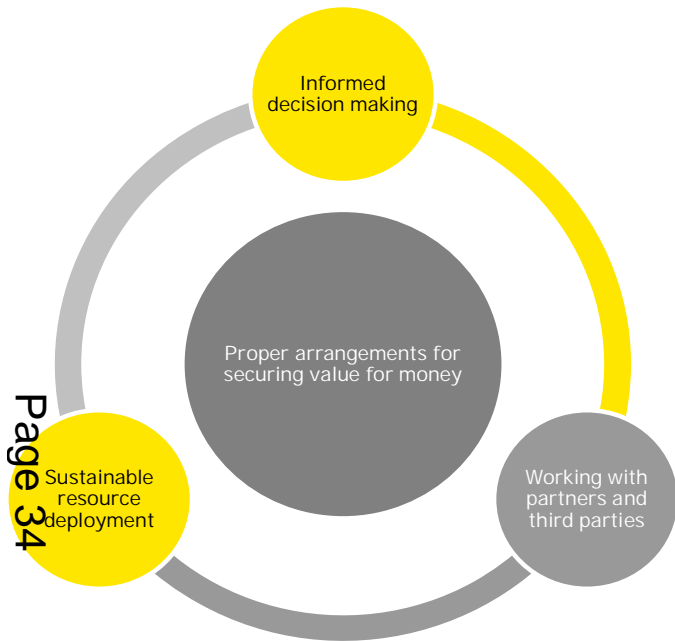 Informed
decision making
Proper arrangements for
securing value for money
Sustainable
resource
deployment
Working with
partners and
third parties
Page 34